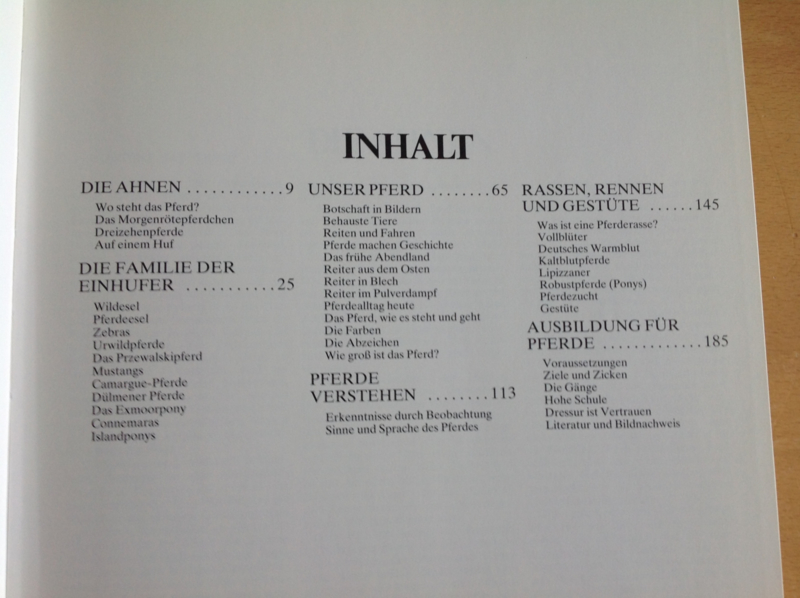 INHALT
DIE AHNEN ............9
Wo steht das Pferd?
Das Morgenrötepferdchen
Dreizehenpferde
Auf einem Huf
DIE FAMILIE DER
EINHUFER ...........25
Wildesel
Pferdeesel
Zebras
Urwildpferde
Das Przewalskipferd
Mustangs
Camargue-Pferde
Dülmener Pferde
Das Exmoorpony
Connemaras
Islandponys
UNSER PFERD ........65
Botschaft in Bildern
Behauste Tiere
Reiten und Fahren
Pferde machen Geschichte
Das frühe Abendland
Reiter aus dem Osten
Reiter in Blech
Reiter im Pulverdampf
Pferdealltag heute
Das Pferd, wie es steht und geht
Die Farben
Die Abzeichen
Wie groß ist das Pferd?
PFERDE
VERSTEHEN ........113
Erkenntnisse durch Beobachtung
Sinne und Sprache des Pferdes
RASSEN, RENNEN
UND GESTÜTE ......145
Was ist eine Pferderasse?
Vollblüter
Deutsches Warmblut
Kaltblutpferde
Lipizzaner
Robustpferde (Ponys)
Pferdezucht
Gestüte
AUSBILDUNG FÜR
PFERDE .............185
Voraussetzungen
Ziele und Zicken
Die Gänge
Hohe Schule
Dressur ist Vertrauen
Literatur und Bildnachweis